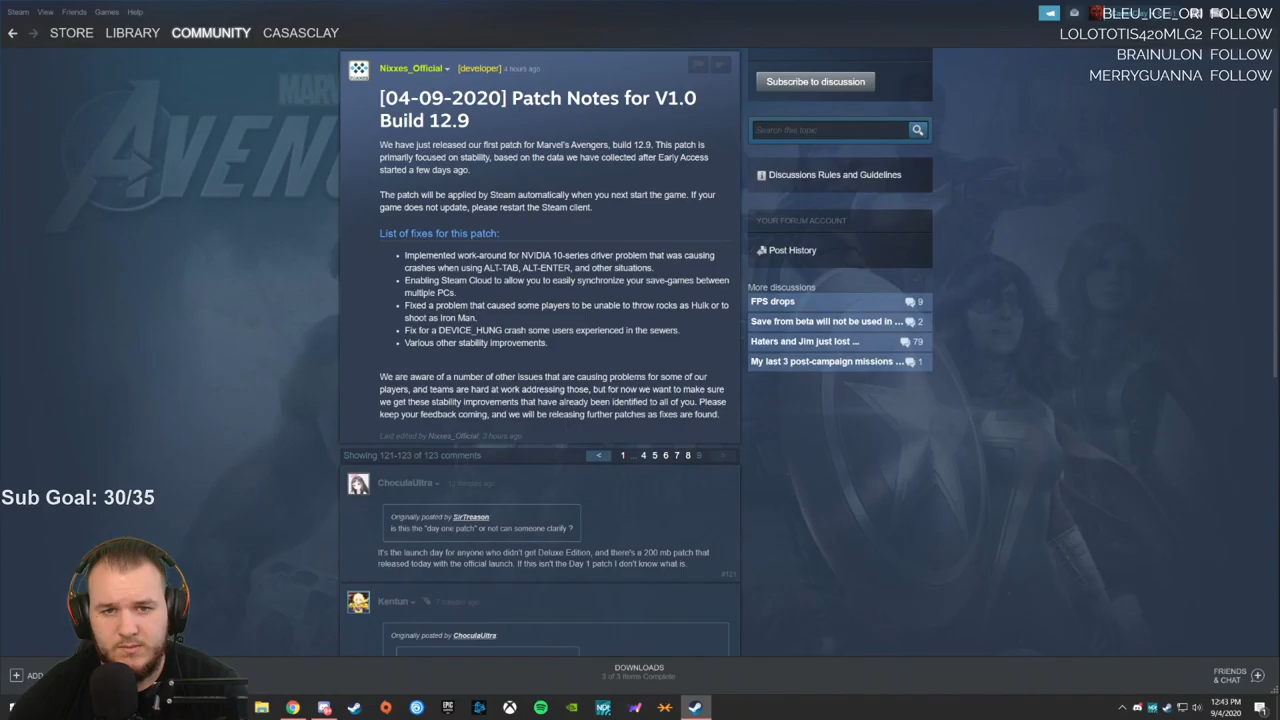 Steam View Friends Games Help
BLEU_ICE_ORI FOLLOW
STORE LIBRARY COMMUNITY CASASCLAY
LOLOTOTIS420MLG2 FOLLOW
BRAINULON FOLLOW
MERRYGUANNA FOLLOW
Nixxes_Official [developer] 4 hours ago
[04-09-2020] Patch Notes for V1.0
Build 12.9
We have just released our first patch for Marvel's Avengers, build 12.9. This patch is
primarily focused on stability, based on the data we have collected after Early Access
started a few days ago.
The patch will be applied by Steam automatically when you next start the game. If your
game does not update, please restart the Steam client.
List of fixes for this patch:
Implemented work-around for NVIDIA 10-series driver problem that was causing
crashes when using ALT-TAB, ALT-ENTER, and other situations.
Enabling Steam Cloud to allow you to easily synchronize your save-games between
multiple PCs.
Fixed a problem that caused some players to be unable to throw rocks as Hulk or to
shoot as Iron Man.
Fix for a DEVICE_HUNG crash some users experienced in the sewers.
Various other stability improvements.
We are aware of a number of other issues that are causing problems for some of our
players, and teams are hard at work addressing those, but for now we want to make sure
we get these stability improvements that have already been identified to all of you. Please
keep your feedback coming, and we will be releasing further patches as fixes are found.
Last edited by Nixxes_Official; 3 hours ago
Showing 121-123 of 123 comments
< 1 ... 4 5 6 7 8 9 >
ChoculaUltra
Originally posted by SirTreason:
is this the "day one patch" or not can someone clarify ?
It's the launch day for anyone who didn't get Deluxe Edition, and there's a 200 mb patch that
released today with the official launch. If this isn't the Day 1 patch I don't know what is.
#121
Kentun 7 minutes ago
Originally posted by ChoculaUltra:
Subscribe to discussion
Search this topic
Discussions Rules and Guidelines
YOUR FORUM ACCOUNT
Post History
More discussions
FPS drops 9
Save from beta will not be used in ... 2
Haters and Jim just lost ... 79
My last 3 post-campaign missions ... 1
MARV
AVENG
Sub Goal: 30/35
ADD
DOWNLOADS
3 of 3 Items Complete
FRIENDS
& CHAT
EPIC
12:43 PM
9/4/2020